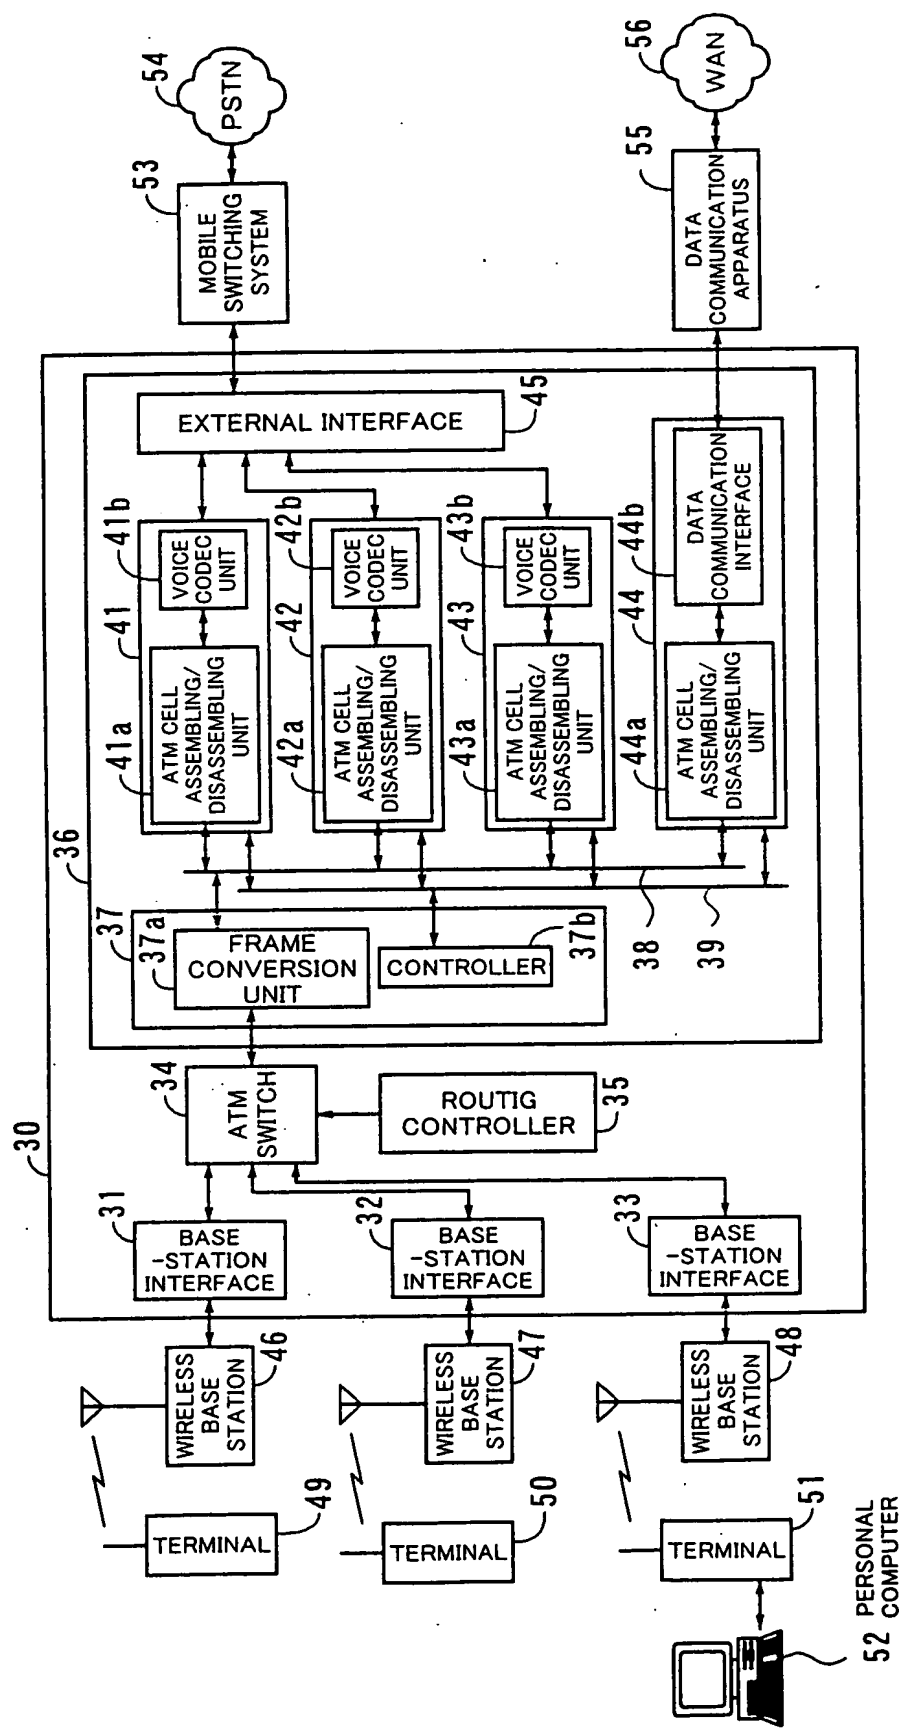 30
36
54
PSTN
53
MOBILE
SWITCHING
SYSTEM
56
WAN
55
DATA
COMMUNICATION
APPARATUS
EXTERNAL INTERFACE
45
41
41b
VOICE
CODEC
UNIT
41a
ATM CELL
ASSEMBLING/
DISASSEMBLING
UNIT
42
42b
VOICE
CODEC
UNIT
42a
ATM CELL
ASSEMBLING/
DISASSEMBLING
UNIT
43
43b
VOICE
CODEC
UNIT
43a
ATM CELL
ASSEMBLING/
DISASSEMBLING
UNIT
44
44b
DATA
COMMUNICATION
INTERFACE
44a
ATM CELL
ASSEMBLING/
DISASSEMBLING
UNIT
38
39
37
37a
FRAME
CONVERSION
UNIT
37b
CONTROLLER
34
ATM
SWITCH
35
ROUTIG
CONTROLLER
31
BASE
-STATION
INTERFACE
32
BASE
-STATION
INTERFACE
33
BASE
-STATION
INTERFACE
46
WIRELESS
BASE
STATION
47
WIRELESS
BASE
STATION
48
WIRELESS
BASE
STATION
49
TERMINAL
50
TERMINAL
51
TERMINAL
52 PERSONAL
COMPUTER